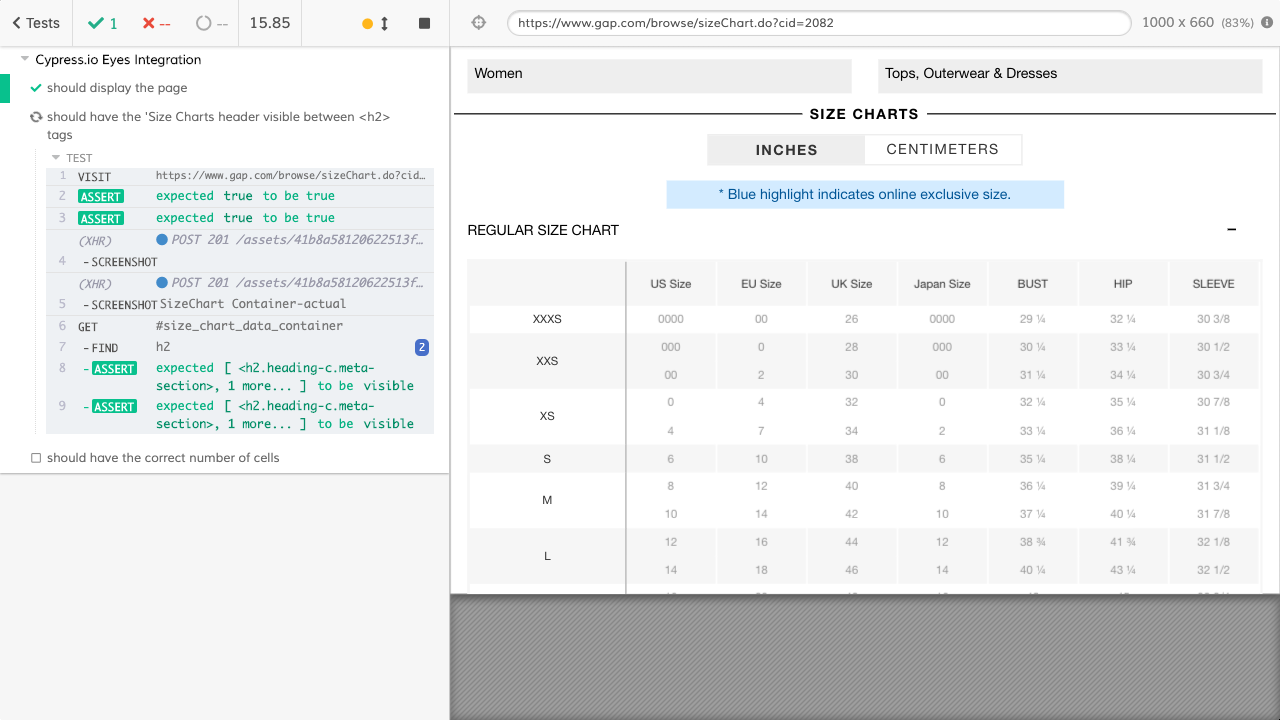 Tests
1
--
--
15.85
https://www.gap.com/browse/sizeChart.do?cid=2082
1000 x 660 (83%)
Cypress.io Eyes Integration
should display the page
should have the 'Size Charts header visible between <h2>
tags
TEST
1 VISIT https://www.gap.com/browse/sizeChart.do?cid…
2 ASSERT expected true to be true
3 ASSERT expected true to be true
(XHR) POST 201 /assets/41b8a58120622513f…
4 -SCREENSHOT
(XHR) POST 201 /assets/41b8a58120622513f…
5 -SCREENSHOT SizeChart Container-actual
6 GET #size_chart_data_container
7 -FIND h2 2
8 -ASSERT expected [ <h2.heading-c.meta-
section>, 1 more... ] to be visible
9 -ASSERT expected [ <h2.heading-c.meta-
section>, 1 more... ] to be visible
should have the correct number of cells
Women
Tops, Outerwear & Dresses
SIZE CHARTS
INCHES CENTIMETERS
* Blue highlight indicates online exclusive size.
REGULAR SIZE CHART –
US Size EU Size UK Size Japan Size BUST HIP SLEEVE
XXXS 0000 00 26 0000 29 ¼ 32 ¼ 30 3/8
XXS 000 0 28 000 30 ¼ 33 ¼ 30 1/2
00 2 30 00 31 ¼ 34 ¼ 30 3/4
XS 0 4 32 0 32 ¼ 35 ¼ 30 7/8
4 7 34 2 33 ¼ 36 ¼ 31 1/8
S 6 10 38 6 35 ¼ 38 ¼ 31 1/2
M 8 12 40 8 36 ¼ 39 ¼ 31 3/4
10 14 42 10 37 ¼ 40 ¼ 31 7/8
L 12 16 44 12 38 ¾ 41 ¾ 32 1/8
14 18 46 14 40 ¼ 43 ¼ 32 1/2